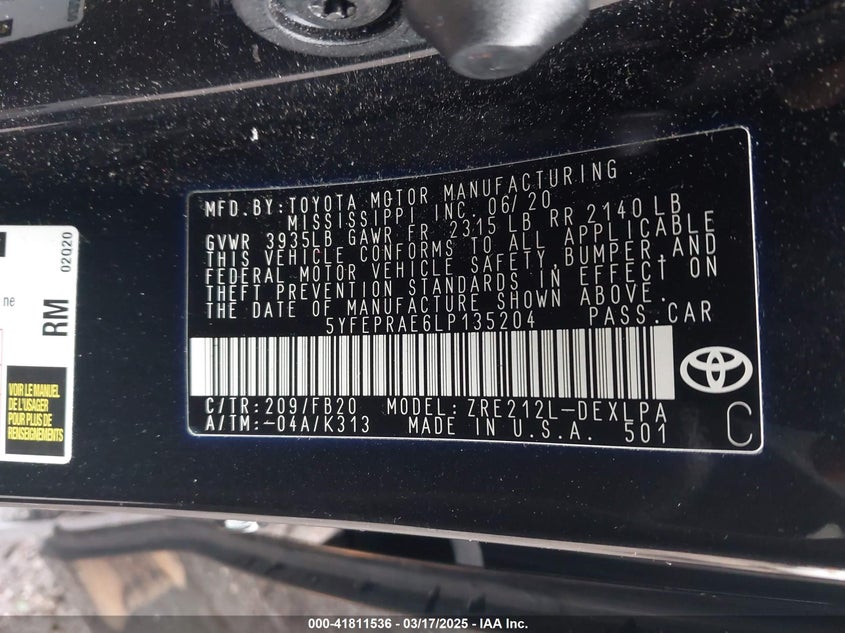 MFD.BY:TOYOTA MOTOR MANUFACTURING
MISSISSIPPI INC. 06/20
GVWR 3935LB GAWR FR 2315 LB RR 2140 LB
THIS VEHICLE CONFORMS TO ALL APPLICABLE
FEDERAL MOTOR VEHICLE SAFETY, BUMPER, AND
THEFT PREVENTION STANDARDS IN EFFECT ON
THE DATE OF MANUFACTURE SHOWN ABOVE.
5YFEPRAE6LP135204 PASS.CAR
C/TR:209/FB20 MODEL:ZRE212L-DEXLPA
A/TM:-04A/K313 MADE IN U.S.A. 501
C
02020
ne
RM
VOIR LE MANUEL
DE L'USAGER
POUR PLUS DE
RENSEIGNEMENTS
000-41811536 - 03/17/2025 - IAA Inc.